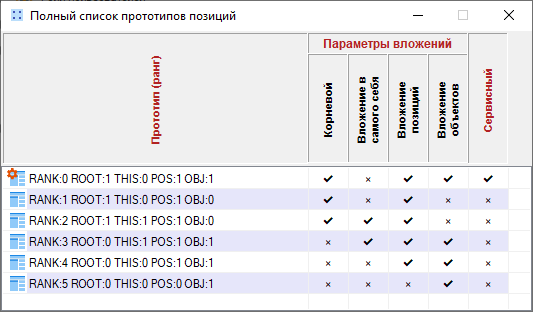 Полный список прототипов позиций
Прототип (ранг)
Параметры вложений
Корневой
Вложение в
самого себя
Вложение
позиций
Вложение
объектов
Сервисный
RANK:0 ROOT:1 THIS:0 POS:1 OBJ:1
RANK:1 ROOT:1 THIS:0 POS:1 OBJ:0
RANK:2 ROOT:1 THIS:1 POS:1 OBJ:0
RANK:3 ROOT:0 THIS:1 POS:1 OBJ:1
RANK:4 ROOT:0 THIS:0 POS:1 OBJ:1
RANK:5 ROOT:0 THIS:0 POS:0 OBJ:1